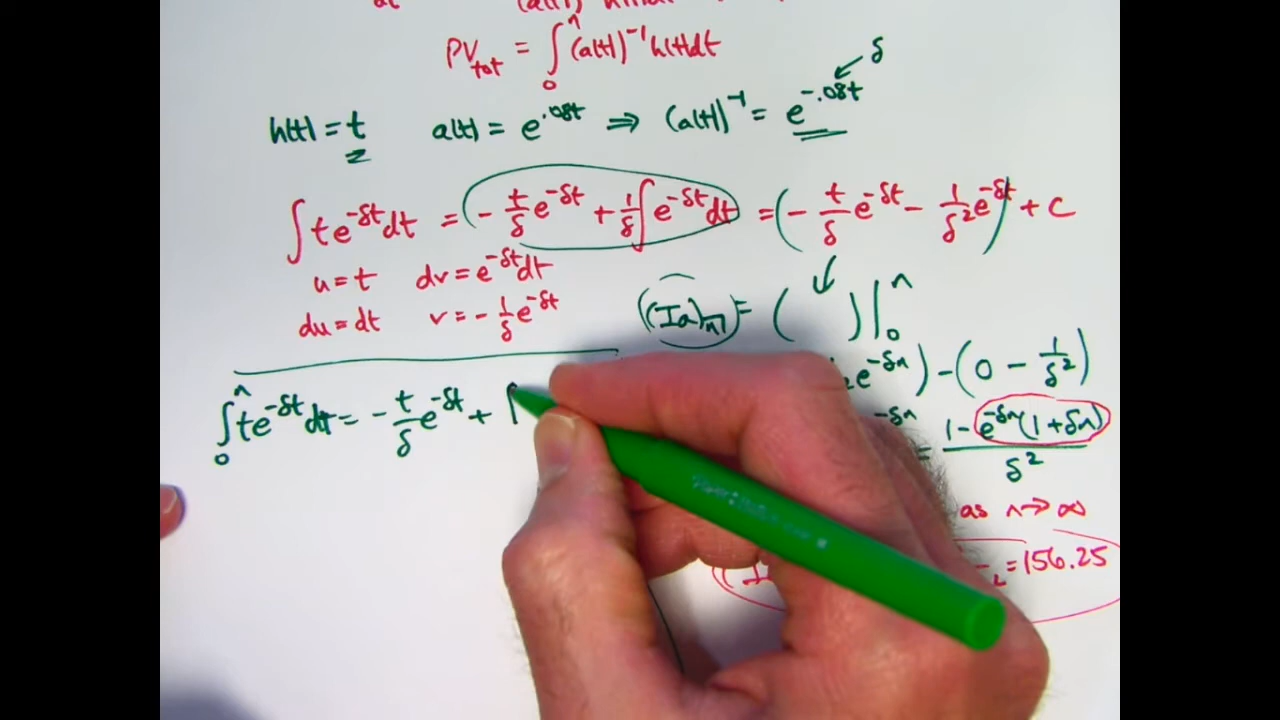 PV_tot = ∫_0^n (a(t))^{-1} h(t)dt
δ
h(t) = t   a(t) = e^{.08t} ⇒ (a(t))^{-1} = e^{-.08t}
∫ te^{-δt}dt = - t/δ e^{-δt} + 1/δ ∫ e^{-δt}dt = (- t/δ e^{-δt} - 1/δ² e^{-δt}) + C
u = t   dv = e^{-δt}dt
du = dt   v = - 1/δ e^{-δt}
(Ia)_n = (   )|_0^n
e^{-δn}) - (0 - 1/δ²)
-δn = (1 - e^{-δn}(1+δn))/δ²
as n → ∞
= 156.25
∫_0^n te^{-δt}dt = - t/δ e^{-δt} +